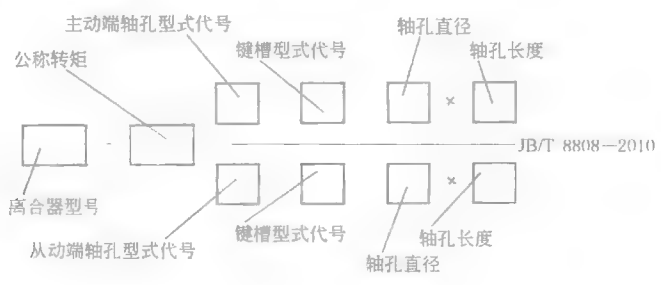 主动端轴孔型式代号
轴孔直径
公称转矩
键槽型式代号
轴孔长度
×
- JB/T 8808—2010
×
离合器型号
键槽型式代号
轴孔长度
从动端轴孔型式代号
轴孔直径